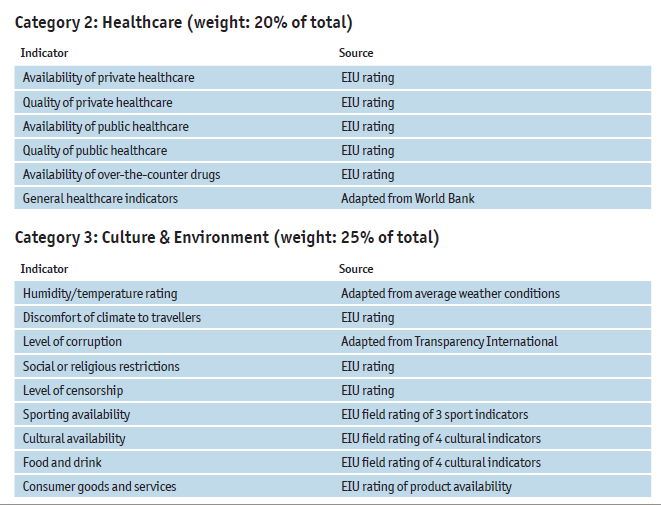 Category 2: Healthcare (weight: 20% of total)
Indicator Source
Availability of private healthcare EIU rating
Quality of private healthcare EIU rating
Availability of public healthcare EIU rating
Quality of public healthcare EIU rating
Availability of over-the-counter drugs EIU rating
General healthcare indicators Adapted from World Bank
Category 3: Culture & Environment (weight: 25% of total)
Indicator Source
Humidity/temperature rating Adapted from average weather conditions
Discomfort of climate to travellers EIU rating
Level of corruption Adapted from Transparency International
Social or religious restrictions EIU rating
Level of censorship EIU rating
Sporting availability EIU field rating of 3 sport indicators
Cultural availability EIU field rating of 4 cultural indicators
Food and drink EIU field rating of 4 cultural indicators
Consumer goods and services EIU rating of product availability